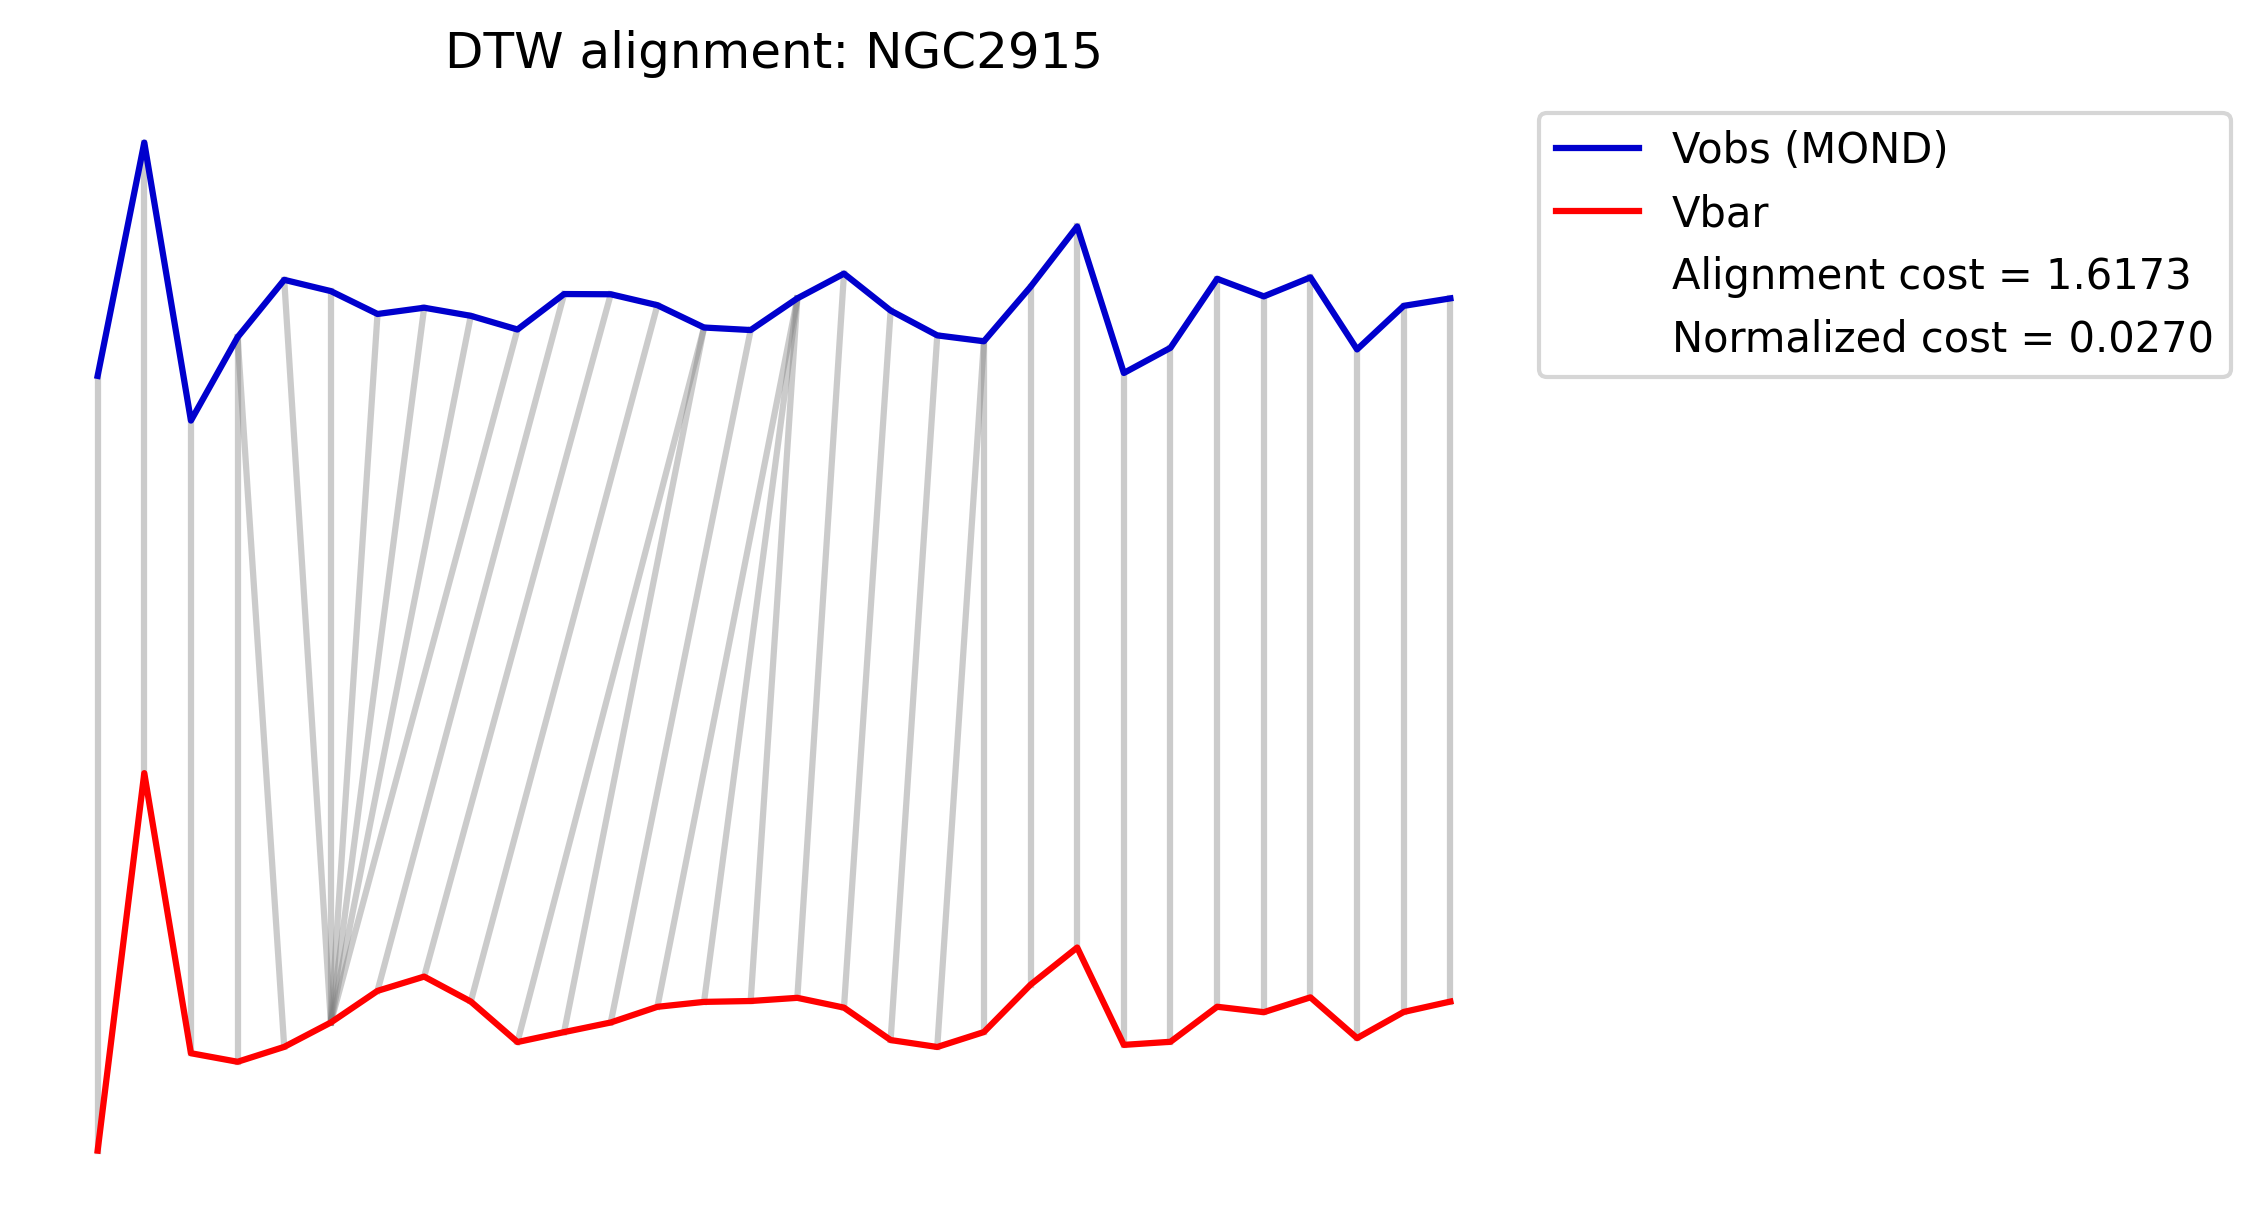 DTW alignment: NGC2915
Vobs (MOND)
Vbar
Alignment cost = 1.6173
Normalized cost = 0.0270